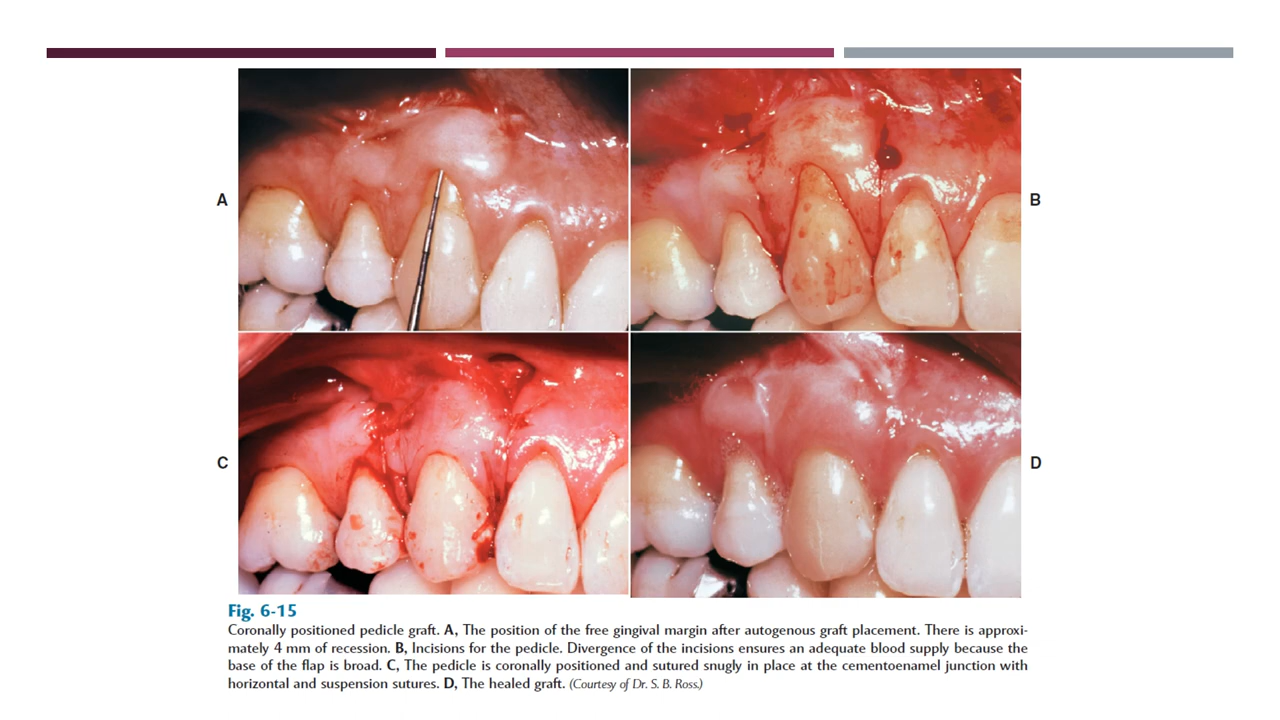 A
B
C
D
Fig. 6-15
Coronally positioned pedicle graft. A, The position of the free gingival margin after autogenous graft placement. There is approxi-
mately 4 mm of recession. B, Incisions for the pedicle. Divergence of the incisions ensures an adequate blood supply because the
base of the flap is broad. C, The pedicle is coronally positioned and sutured snugly in place at the cementoenamel junction with
horizontal and suspension sutures. D, The healed graft. (Courtesy of Dr. S. B. Ross.)